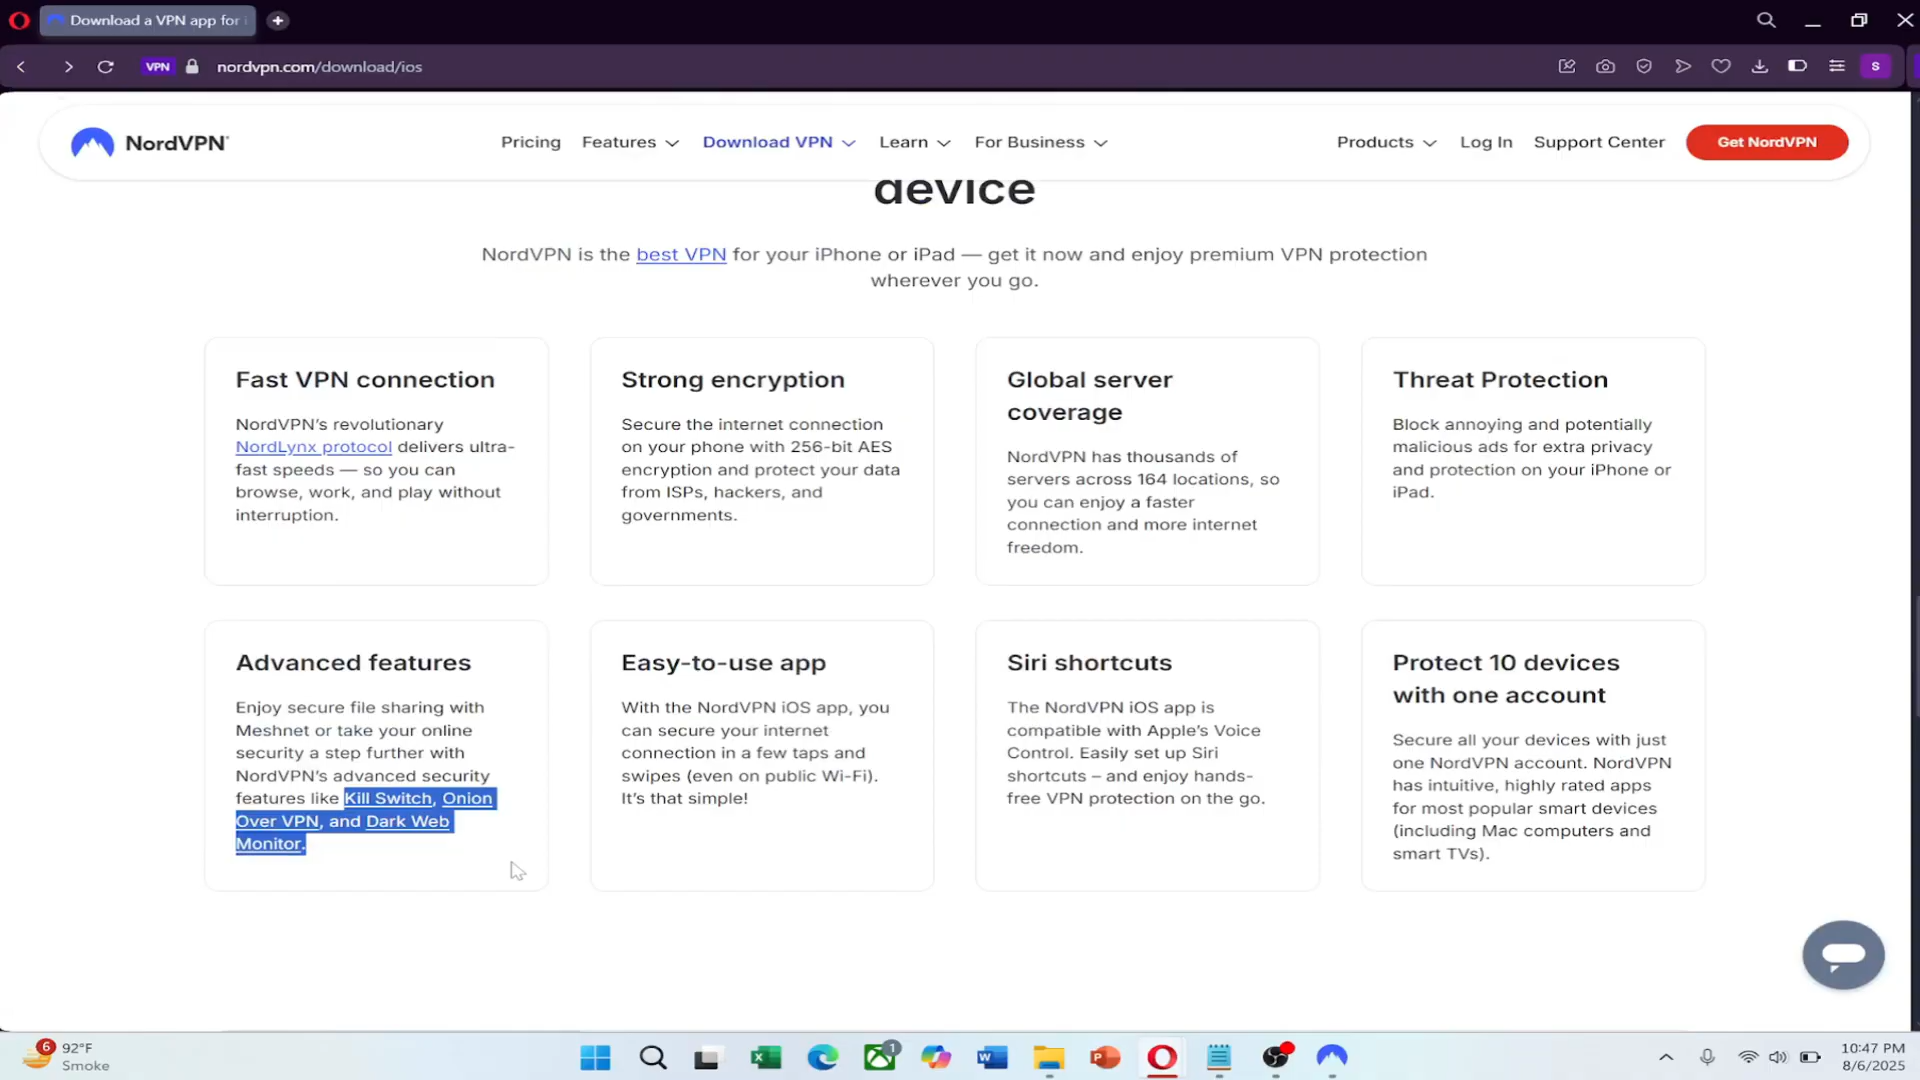 Download a VPN app for i
VPN
nordvpn.com/download/ios
S
NordVPN®
Pricing
Features
Download VPN
Learn
For Business
Products
Log In
Support Center
Get NordVPN
device
NordVPN is the best VPN for your iPhone or iPad — get it now and enjoy premium VPN protection
wherever you go.
Fast VPN connection
NordVPN's revolutionary
NordLynx protocol delivers ultra-
fast speeds — so you can
browse, work, and play without
interruption.
Strong encryption
Secure the internet connection
on your phone with 256-bit AES
encryption and protect your data
from ISPs, hackers, and
governments.
Global server
coverage
NordVPN has thousands of
servers across 164 locations, so
you can enjoy a faster
connection and more internet
freedom.
Threat Protection
Block annoying and potentially
malicious ads for extra privacy
and protection on your iPhone or
iPad.
Advanced features
Enjoy secure file sharing with
Meshnet or take your online
security a step further with
NordVPN's advanced security
features like Kill Switch, Onion
Over VPN, and Dark Web
Monitor.
Easy-to-use app
With the NordVPN iOS app, you
can secure your internet
connection in a few taps and
swipes (even on public Wi-Fi).
It's that simple!
Siri shortcuts
The NordVPN iOS app is
compatible with Apple's Voice
Control. Easily set up Siri
shortcuts – and enjoy hands-
free VPN protection on the go.
Protect 10 devices
with one account
Secure all your devices with just
one NordVPN account. NordVPN
has intuitive, highly rated apps
for most popular smart devices
(including Mac computers and
smart TVs).
6
92°F
Smoke
1
10:47 PM
8/6/2025